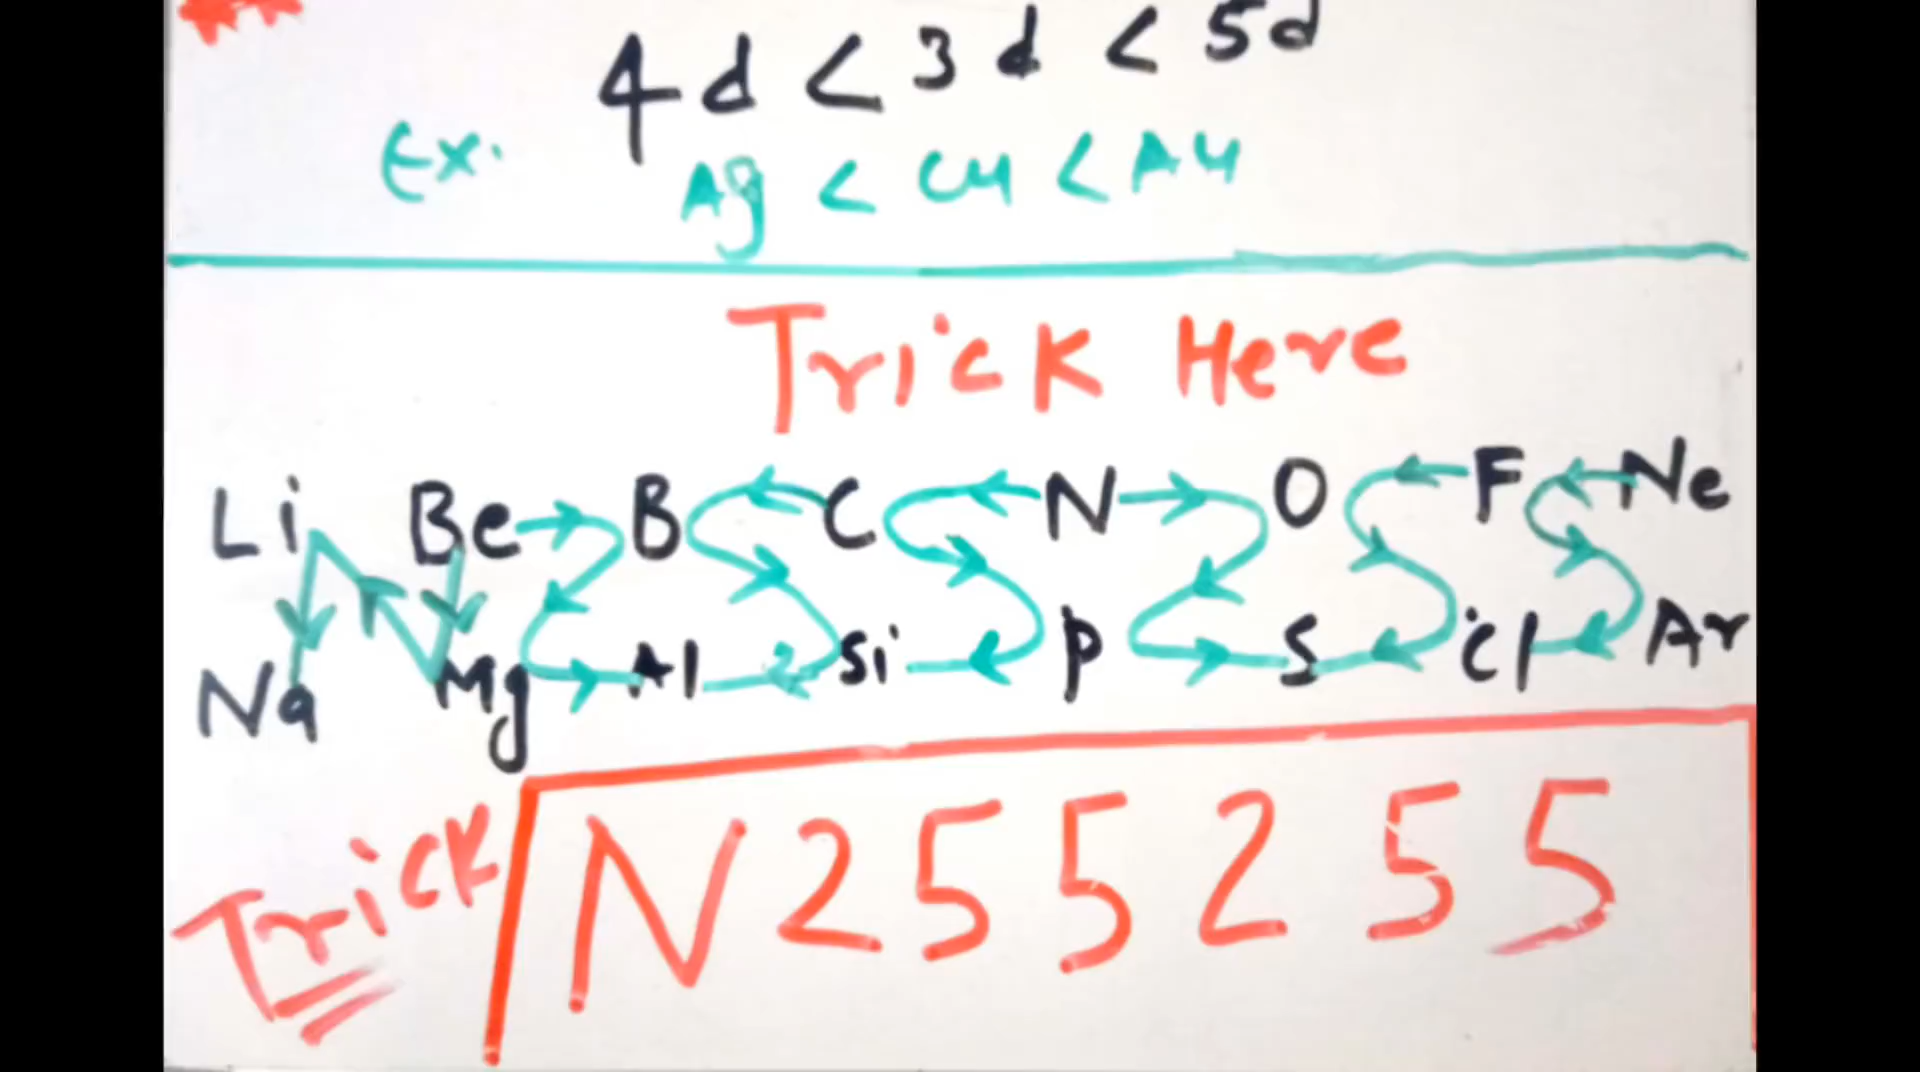 4d < 3d < 5d
Ex. Ag < Cu < Au
Trick Here
Li Be B C N O F Ne
Na Mg Al Si P S Cl Ar
Trick N 2 5 5 2 5 5